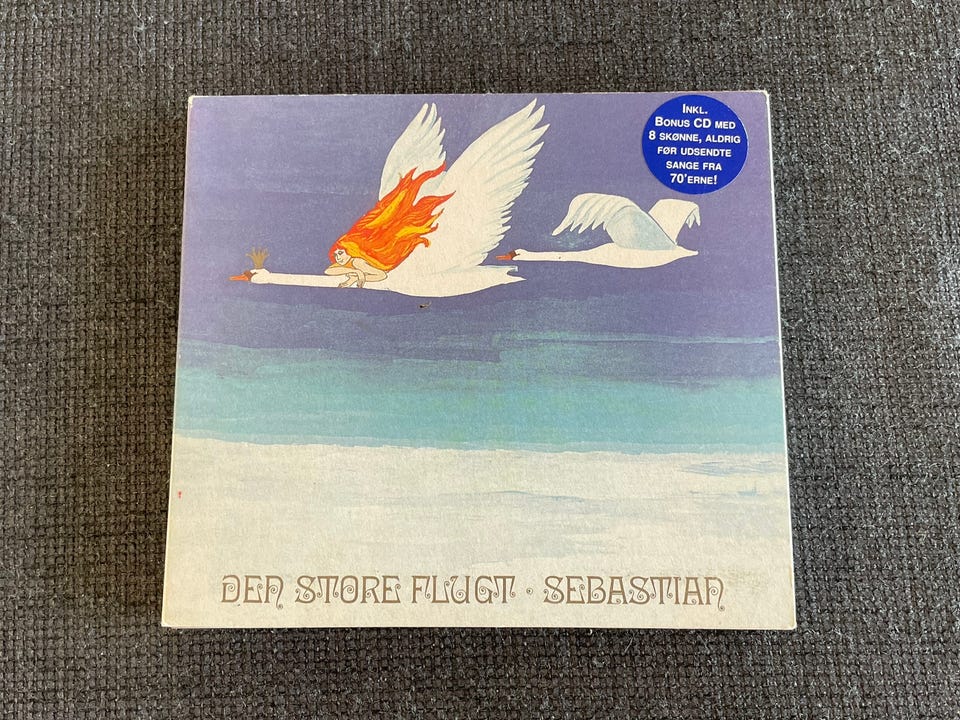 INKL.
BONUS CD MED
8 SKØNNE, ALDRIG
FØR UDSENDTE
SANGE FRA
70'ERNE!
DEN STORE FLUGT · SEBASTIAN